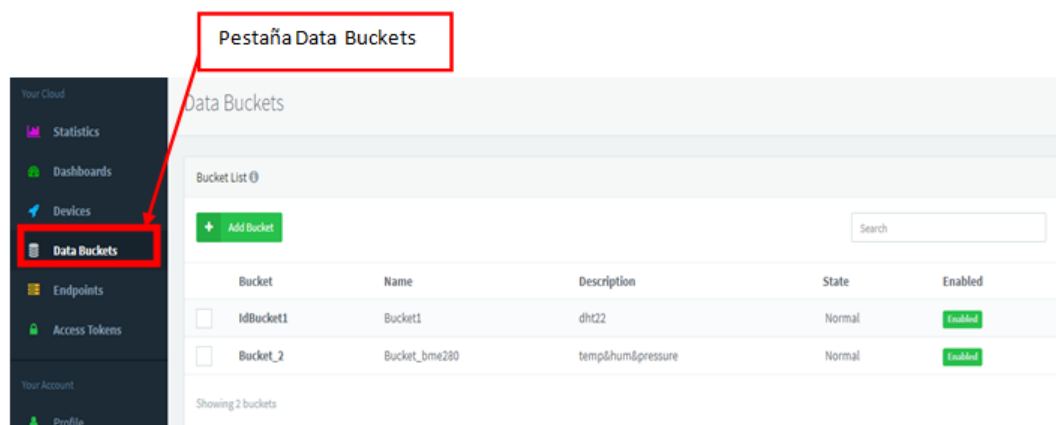 Pestaña Data Buckets
Your Cloud
Statistics
Dashboards
Devices
Data Buckets
Endpoints
Access Tokens
Your Account
Profile
Data Buckets
Bucket List
+ Add Bucket
Search
Bucket Name Description State Enabled
IdBucket1 Bucket1 dht22 Normal Enabled
Bucket_2 Bucket_bme280 temp&hum&pressure Normal Enabled
Showing 2 buckets